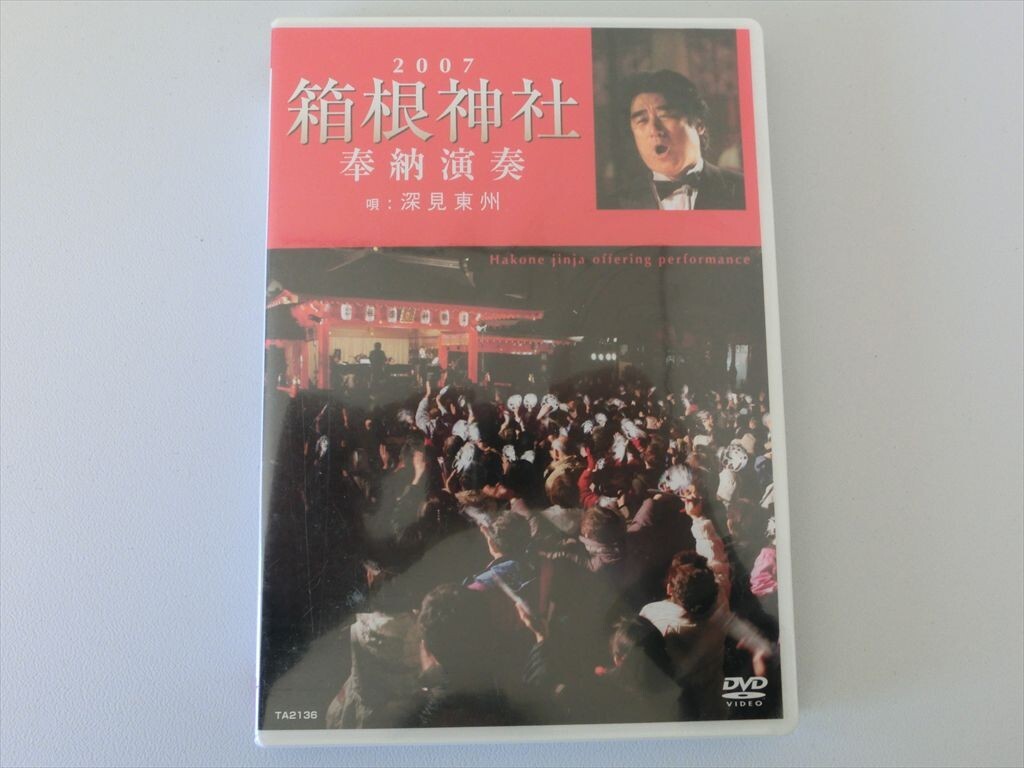 2007
箱根神社
奉納演奏
唄：深見東州
Hakone jinja offering performance
DVD
VIDEO
TA2136